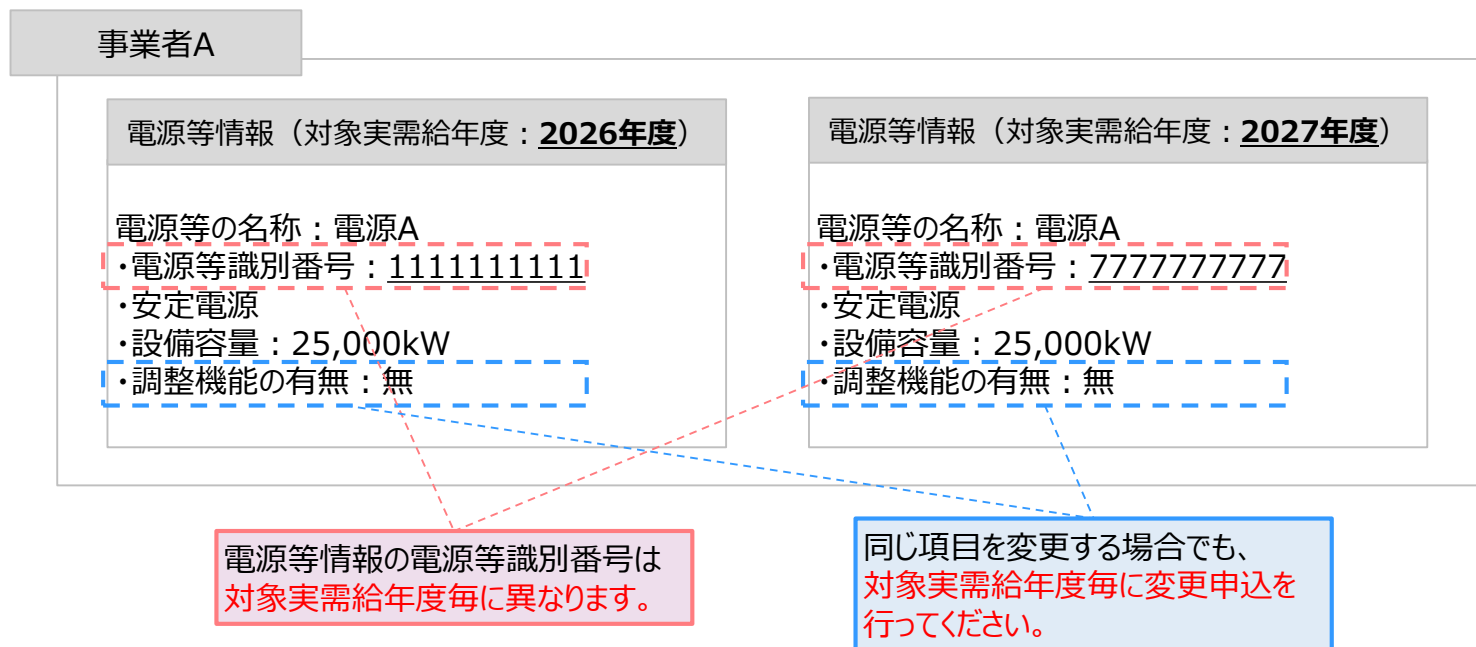 事業者A
電源等情報（対象実需給年度：2026年度）
電源等の名称：電源A
・電源等識別番号：1111111111
・安定電源
・設備容量：25,000kW
・調整機能の有無：無
電源等情報（対象実需給年度：2027年度）
電源等の名称：電源A
・電源等識別番号：7777777777
・安定電源
・設備容量：25,000kW
・調整機能の有無：無
電源等情報の電源等識別番号は
対象実需給年度毎に異なります。
同じ項目を変更する場合でも、
対象実需給年度毎に変更申込を
行ってください。